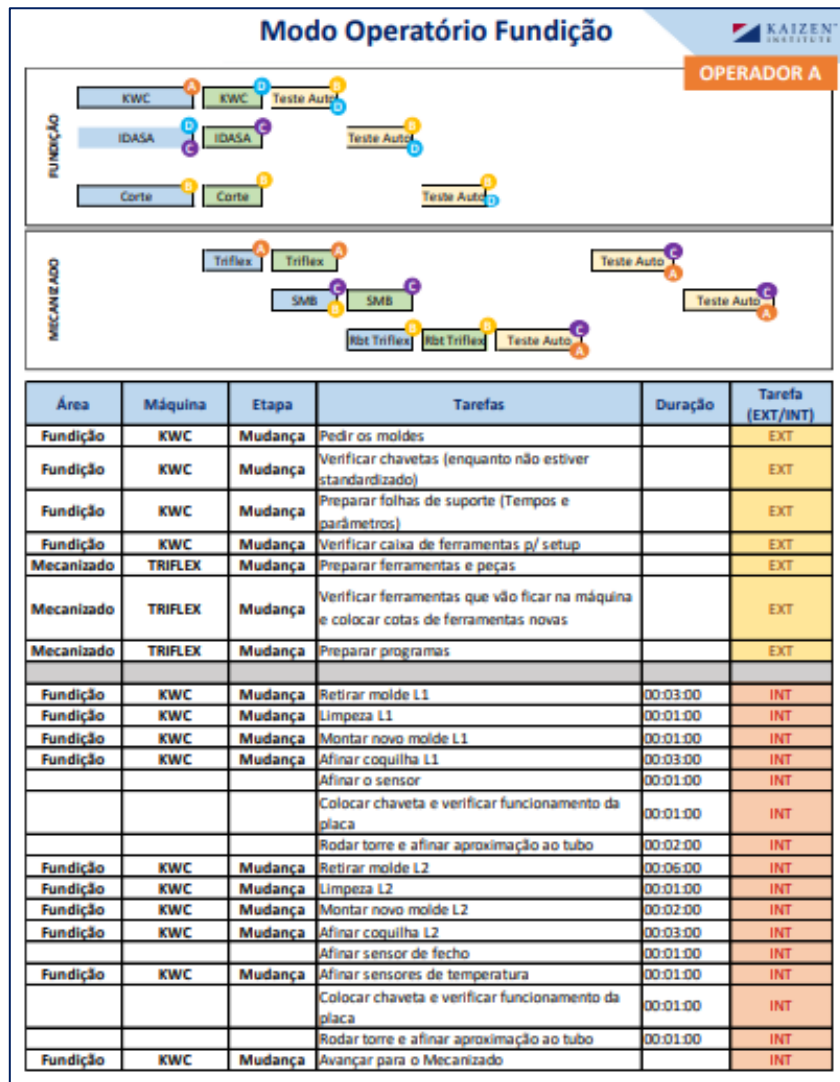 Modo Operatório Fundição
KAIZEN™
INSTITUTE
OPERADOR A
FUNDIÇÃO
KWC A KWC D Teste Auto B D
IDASA D C IDASA C Teste Auto B D
Corte B Corte B Teste Auto B D
MECANIZADO
Triflex A Triflex A Teste Auto C A
SMB C B SMB C Teste Auto C A
Rbt Triflex B Rbt Triflex B Teste Auto C A
Área Máquina Etapa Tarefas Duração Tarefa
(EXT/INT)
Fundição KWC Mudança Pedir os moldes EXT
Fundição KWC Mudança Verificar chavetas (enquanto não estiver
standardizado) EXT
Fundição KWC Mudança Preparar folhas de suporte (Tempos e
parâmetros) EXT
Fundição KWC Mudança Verificar caixa de ferramentas p/ setup EXT
Mecanizado TRIFLEX Mudança Preparar ferramentas e peças EXT
Mecanizado TRIFLEX Mudança Verificar ferramentas que vão ficar na máquina
e colocar cotas de ferramentas novas EXT
Mecanizado TRIFLEX Mudança Preparar programas EXT
Fundição KWC Mudança Retirar molde L1 00:03:00 INT
Fundição KWC Mudança Limpeza L1 00:01:00 INT
Fundição KWC Mudança Montar novo molde L1 00:01:00 INT
Fundição KWC Mudança Afinar coquilha L1 00:03:00 INT
Afinar o sensor 00:01:00 INT
Colocar chaveta e verificar funcionamento da
placa 00:01:00 INT
Rodar torre e afinar aproximação ao tubo 00:02:00 INT
Fundição KWC Mudança Retirar molde L2 00:06:00 INT
Fundição KWC Mudança Limpeza L2 00:01:00 INT
Fundição KWC Mudança Montar novo molde L2 00:02:00 INT
Fundição KWC Mudança Afinar coquilha L2 00:03:00 INT
Afinar sensor de fecho 00:01:00 INT
Fundição KWC Mudança Afinar sensores de temperatura 00:01:00 INT
Colocar chaveta e verificar funcionamento da
placa 00:01:00 INT
Rodar torre e afinar aproximação ao tubo 00:01:00 INT
Fundição KWC Mudança Avançar para o Mecanizado INT